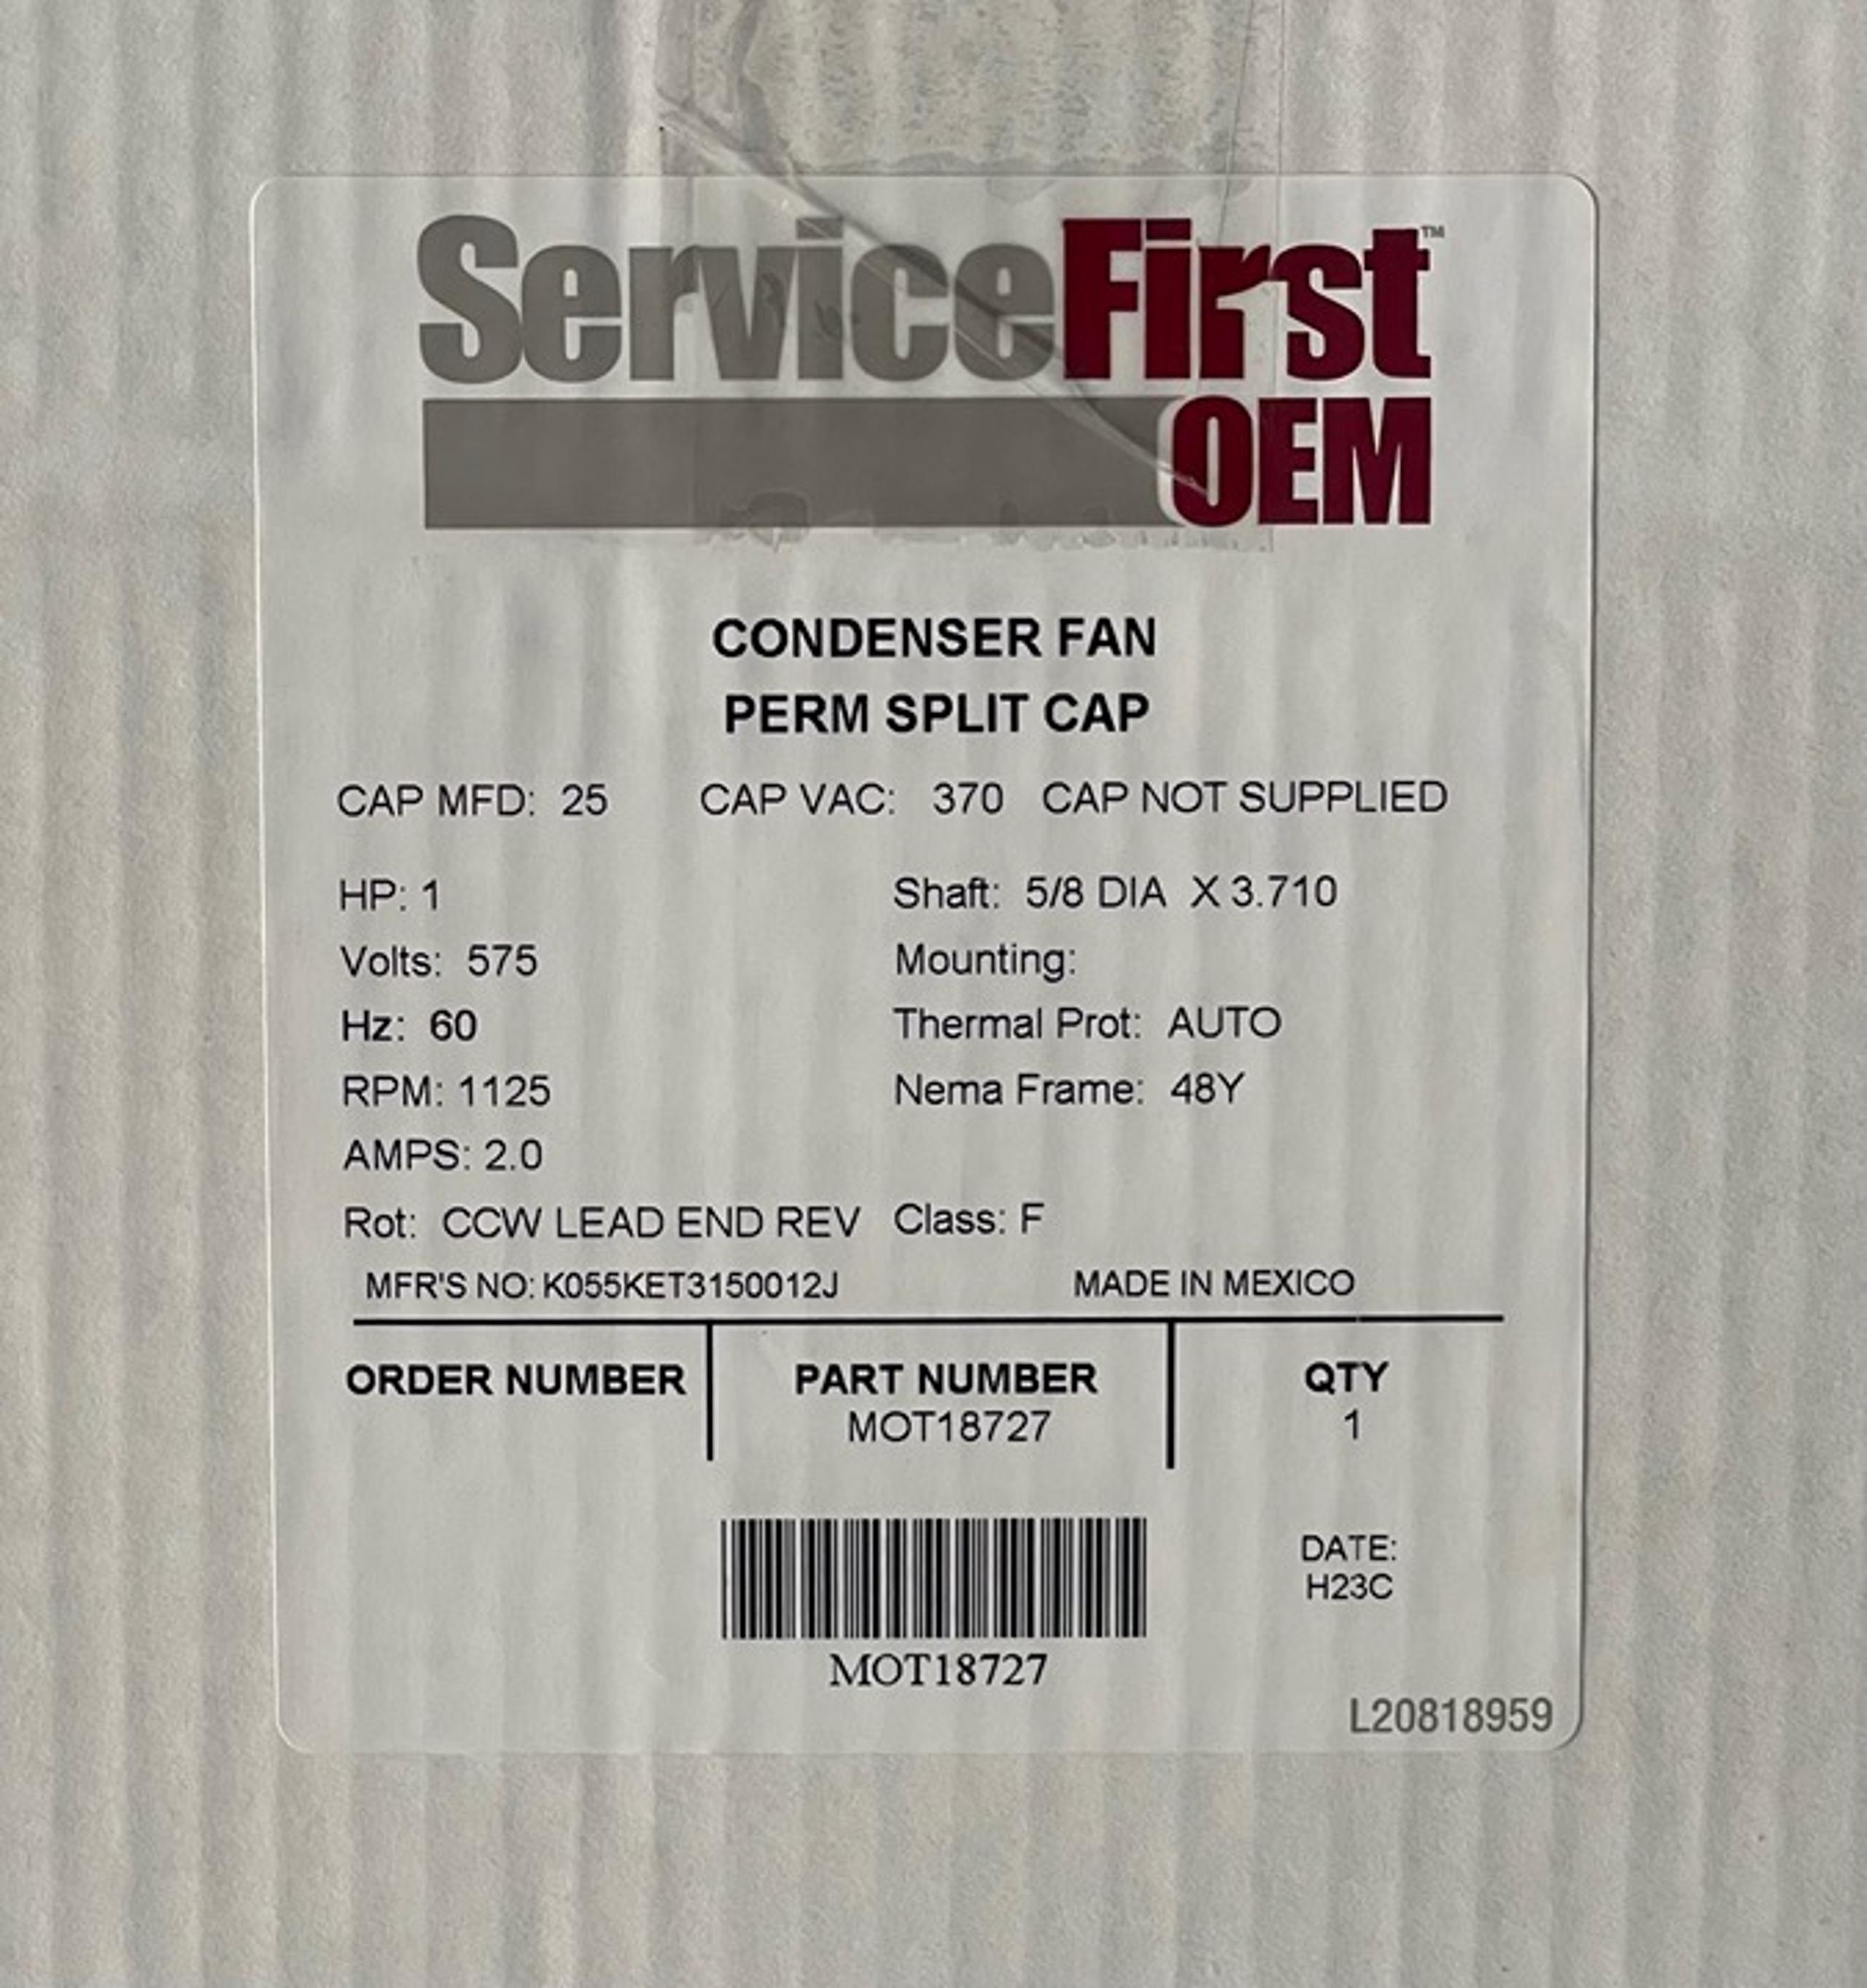 ServiceFirst™
OEM
CONDENSER FAN
PERM SPLIT CAP
CAP MFD: 25 CAP VAC: 370 CAP NOT SUPPLIED
HP: 1 Shaft: 5/8 DIA X 3.710
Volts: 575 Mounting:
Hz: 60 Thermal Prot: AUTO
RPM: 1125 Nema Frame: 48Y
AMPS: 2.0
Rot: CCW LEAD END REV Class: F
MFR'S NO: K055KET3150012J MADE IN MEXICO
ORDER NUMBER PART NUMBER QTY
MOT18727 1
DATE:
H23C
MOT18727
L20818959